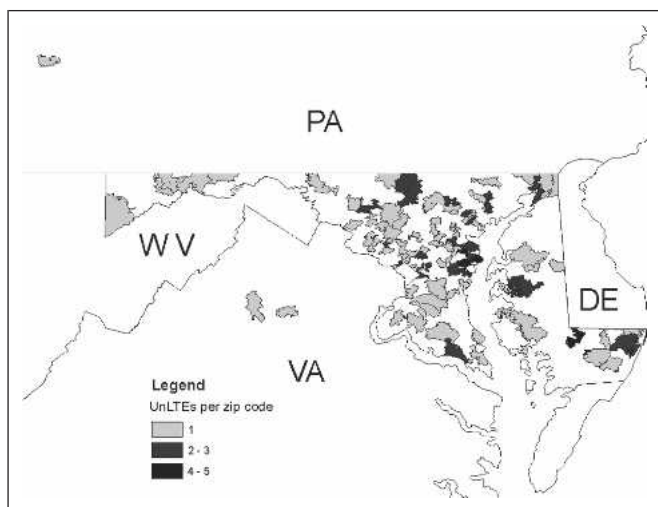 PA
W V
DE
VA
Legend
UnLTEs per zip code
1
2 - 3
4 - 5